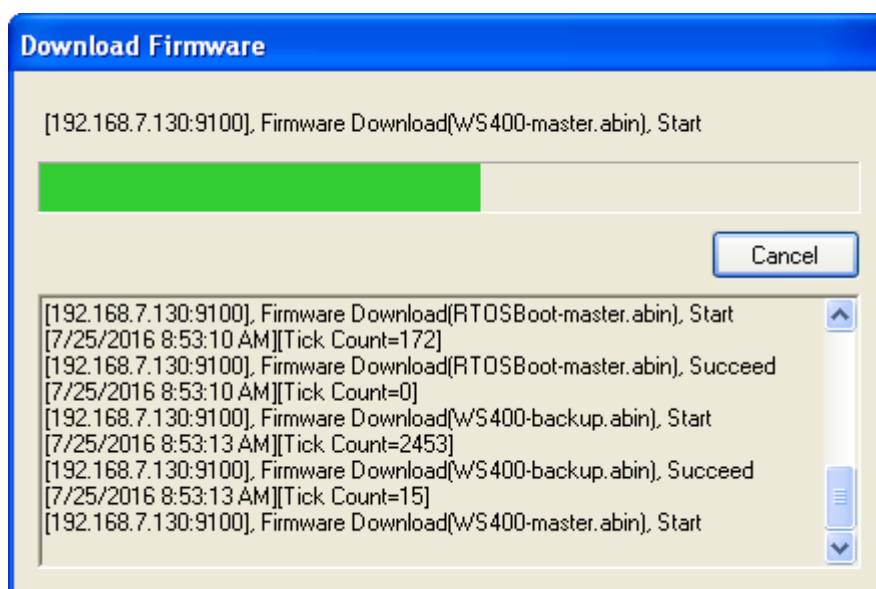 Download Firmware
[192.168.7.130:9100], Firmware Download(WS400-master.abin), Start
Cancel
[192.168.7.130:9100], Firmware Download(RTOSBoot-master.abin), Start
[7/25/2016 8:53:10 AM][Tick Count=172]
[192.168.7.130:9100], Firmware Download(RTOSBoot-master.abin), Succeed
[7/25/2016 8:53:10 AM][Tick Count=0]
[192.168.7.130:9100], Firmware Download(WS400-backup.abin), Start
[7/25/2016 8:53:13 AM][Tick Count=2453]
[192.168.7.130:9100], Firmware Download(WS400-backup.abin), Succeed
[7/25/2016 8:53:13 AM][Tick Count=15]
[192.168.7.130:9100], Firmware Download(WS400-master.abin), Start